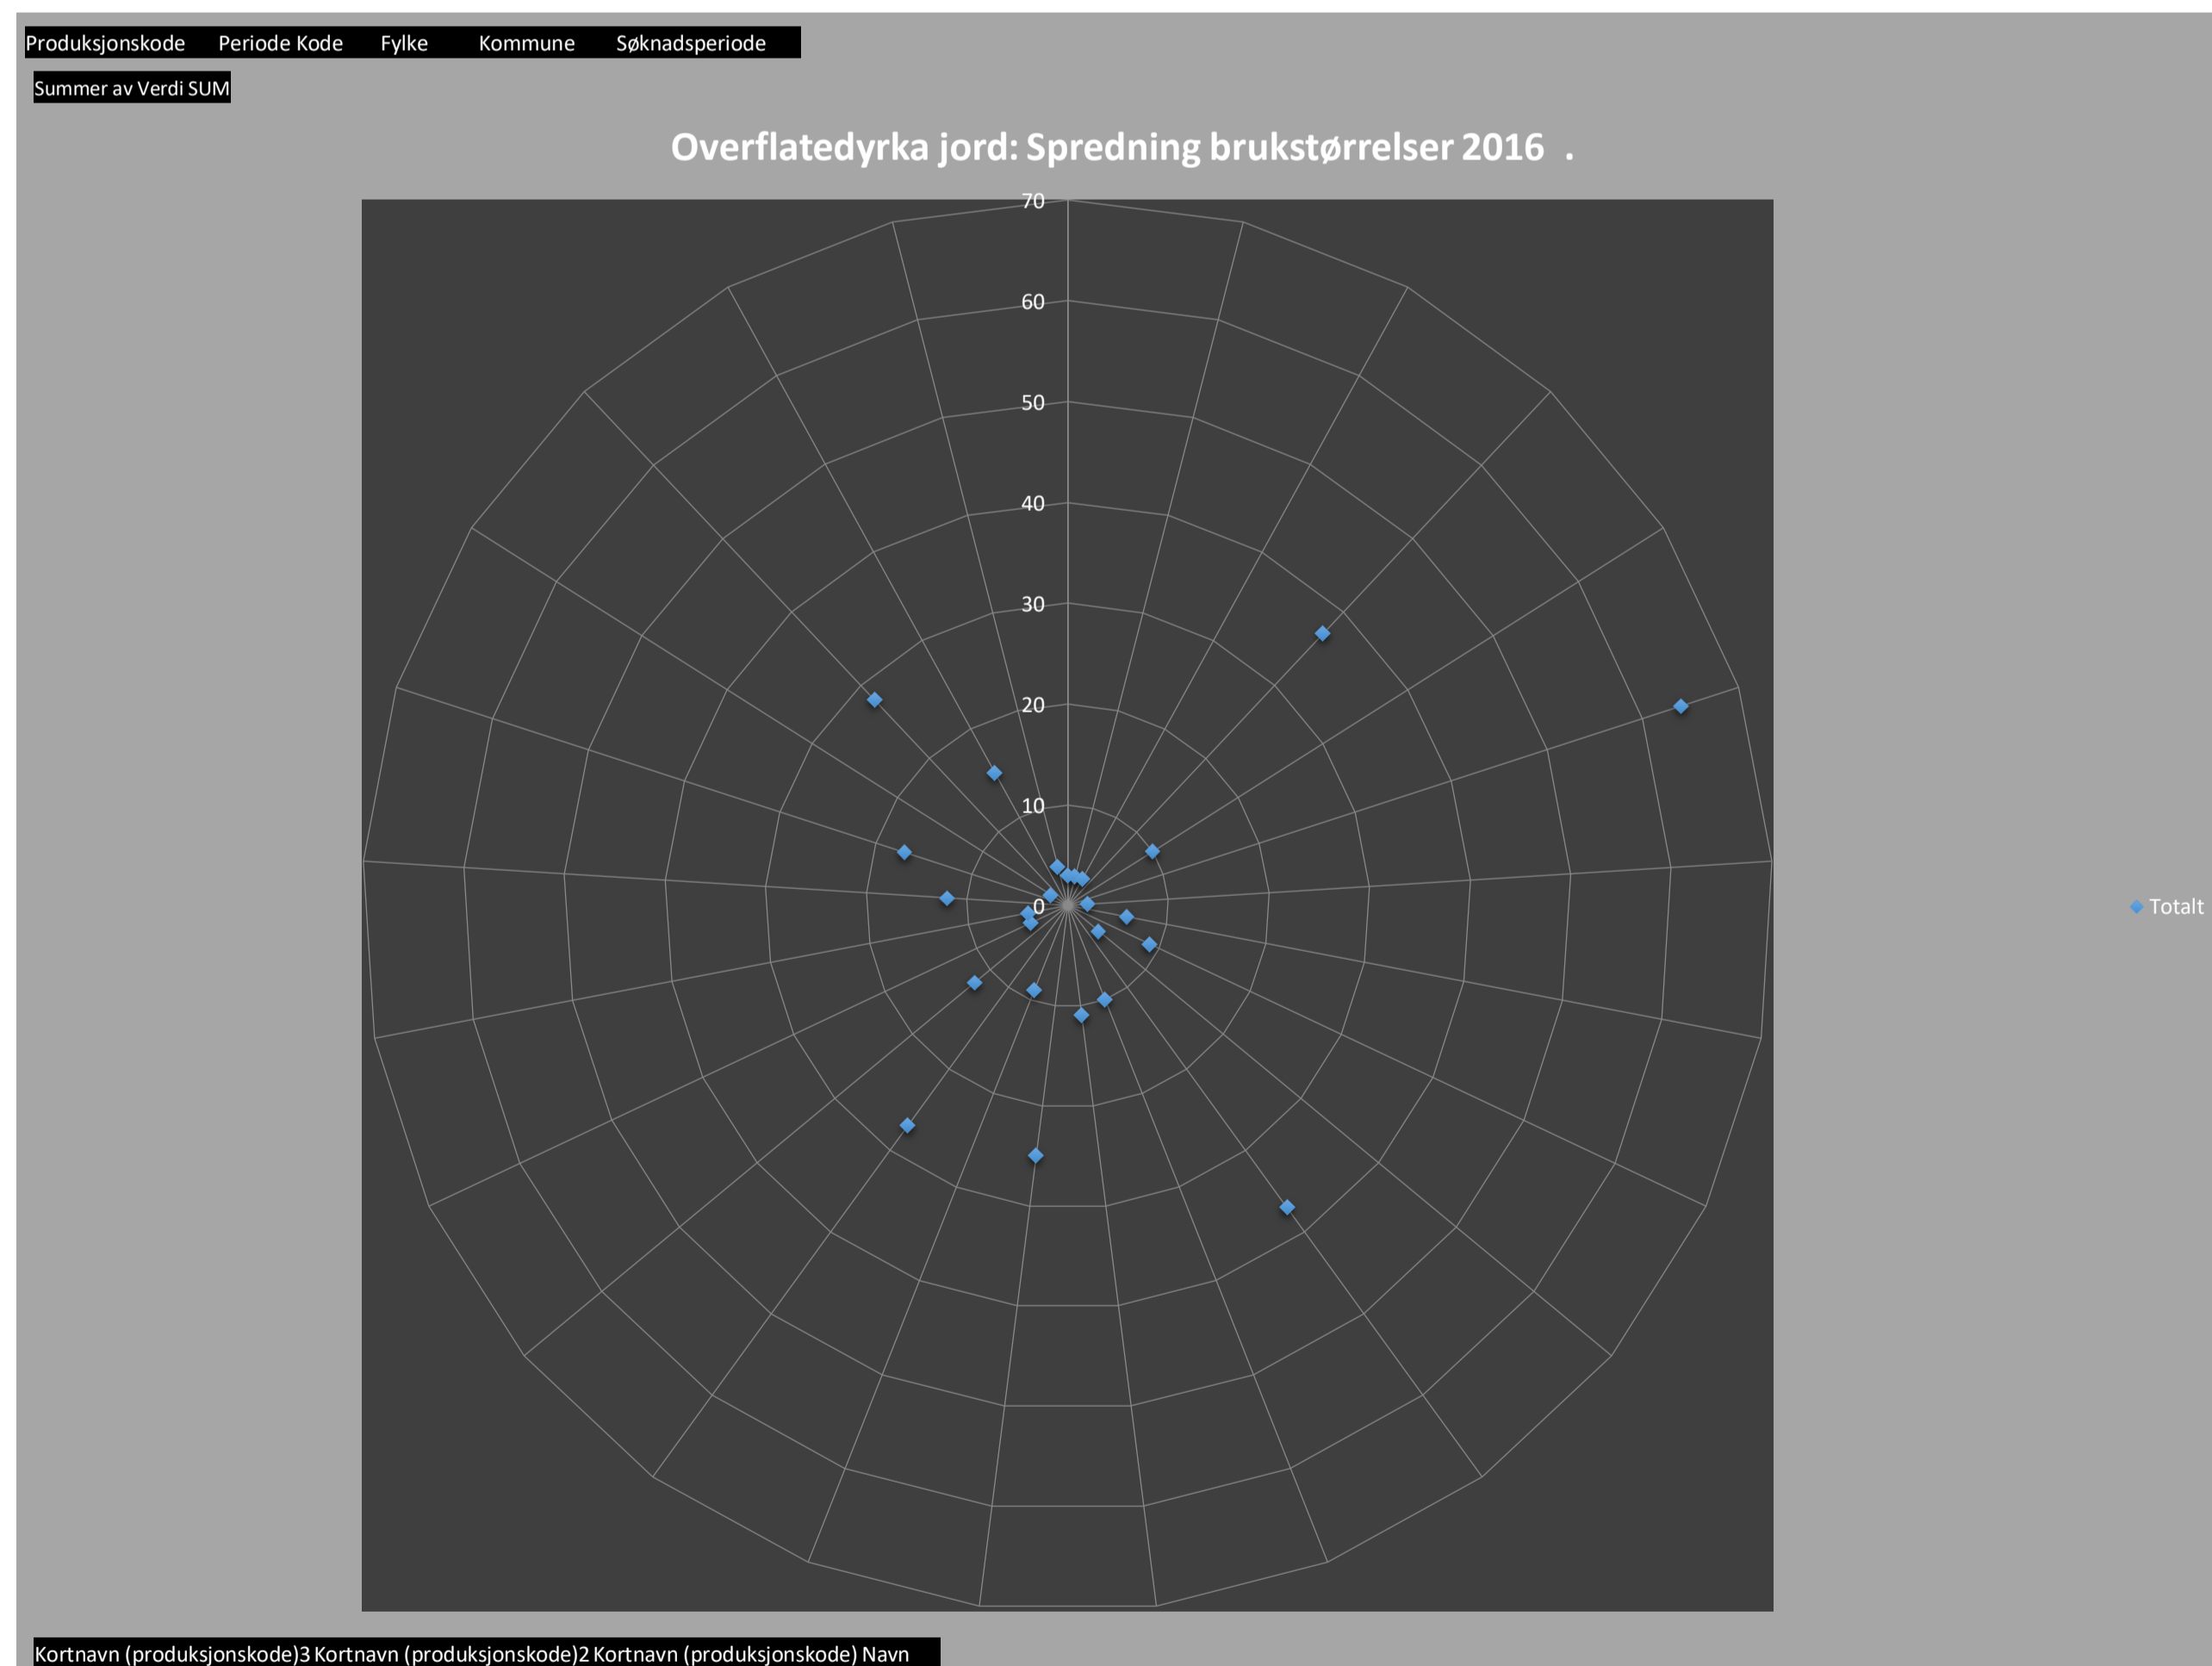 Produksjonskode Periode Kode Fylke Kommune Søknadsperiode
Summer av Verdi SUM
Overflatedyrka jord: Spredning brukstørrelser 2016 .
70
60
50
40
30
20
10
0
Totalt
Kortnavn (produksjonskode)3 Kortnavn (produksjonskode)2 Kortnavn (produksjonskode) Navn